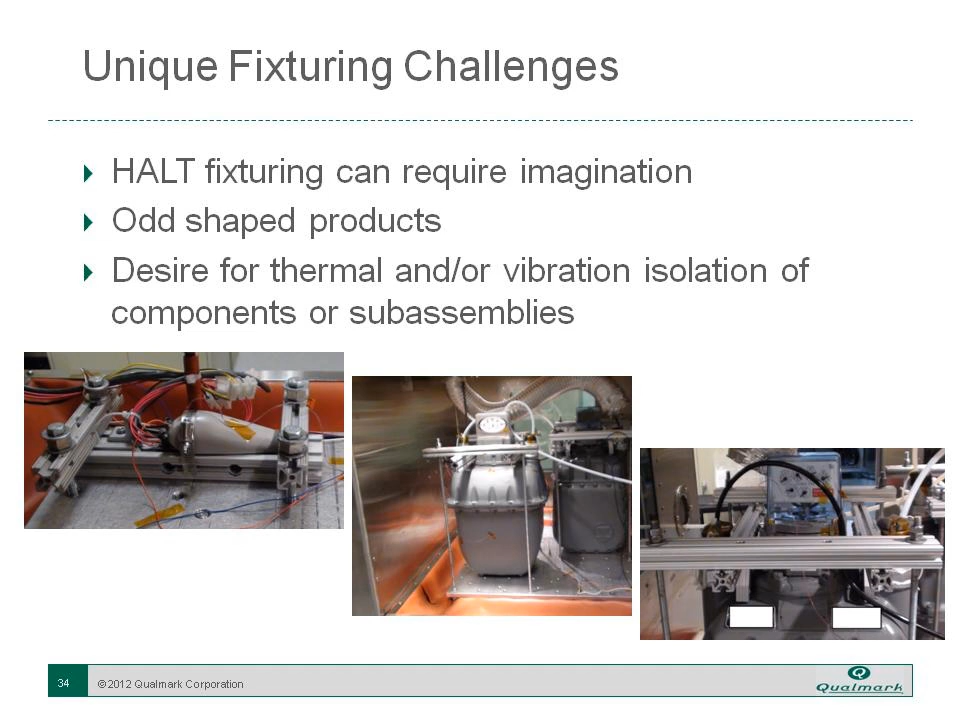 Unique Fixturing Challenges
HALT fixturing can require imagination
Odd shaped products
Desire for thermal and/or vibration isolation of
components or subassemblies
34
©2012 Qualmark Corporation
Qualmark